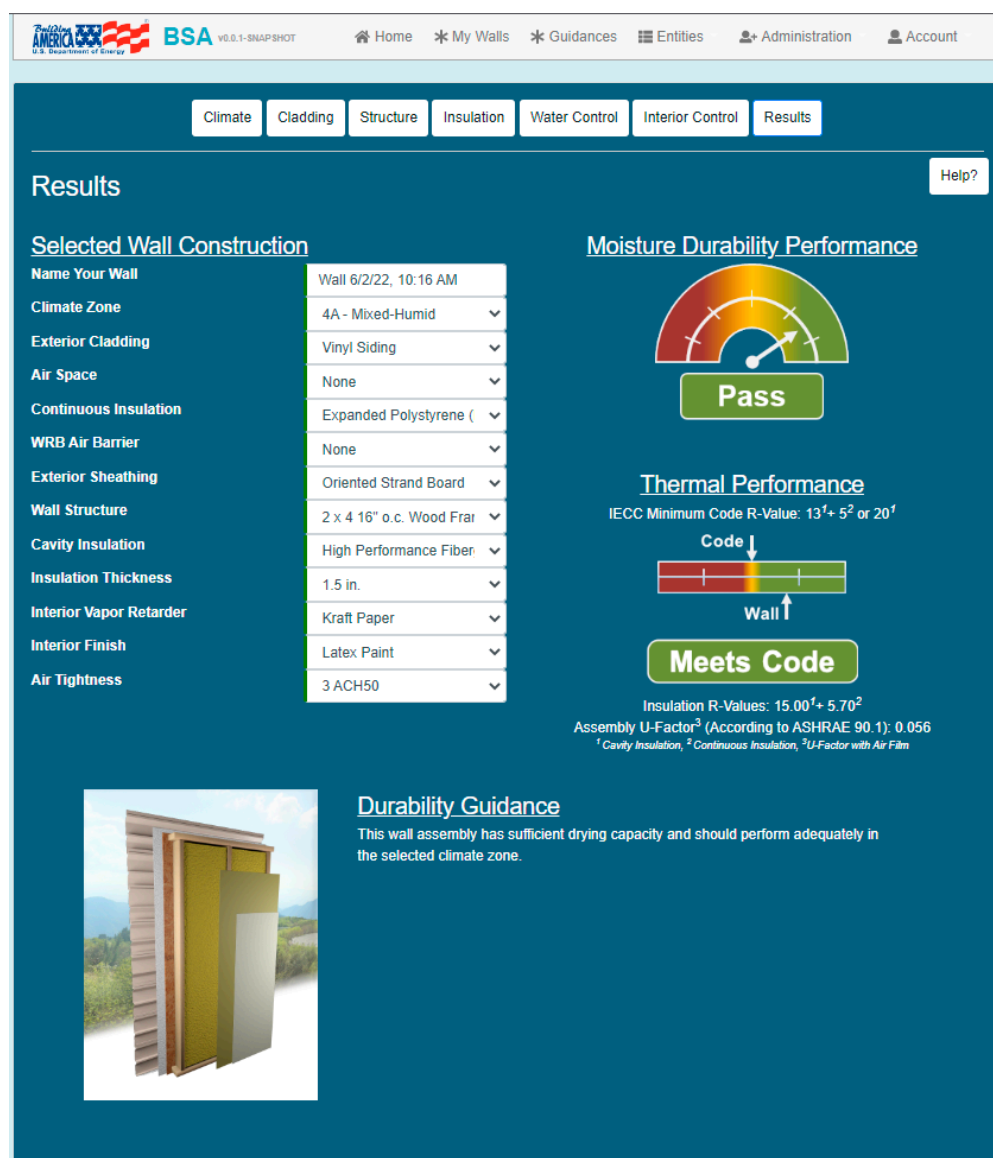 Building
AMERICA
U.S. Department of Energy
BSA v0.0.1-SNAPSHOT
Home
My Walls
Guidances
Entities
Administration
Account
Climate
Cladding
Structure
Insulation
Water Control
Interior Control
Results
Help?
Results
Selected Wall Construction
Name Your Wall Wall 6/2/22, 10:16 AM
Climate Zone 4A - Mixed-Humid
Exterior Cladding Vinyl Siding
Air Space None
Continuous Insulation Expanded Polystyrene (
WRB Air Barrier None
Exterior Sheathing Oriented Strand Board
Wall Structure 2 x 4 16" o.c. Wood Frar
Cavity Insulation High Performance Fiber
Insulation Thickness 1.5 in.
Interior Vapor Retarder Kraft Paper
Interior Finish Latex Paint
Air Tightness 3 ACH50
Moisture Durability Performance
Pass
Thermal Performance
IECC Minimum Code R-Value: 13¹+ 5² or 20¹
Code
Wall
Meets Code
Insulation R-Values: 15.00¹+ 5.70²
Assembly U-Factor³ (According to ASHRAE 90.1): 0.056
¹ Cavity Insulation, ² Continuous Insulation, ³U-Factor with Air Film
Durability Guidance
This wall assembly has sufficient drying capacity and should perform adequately in
the selected climate zone.